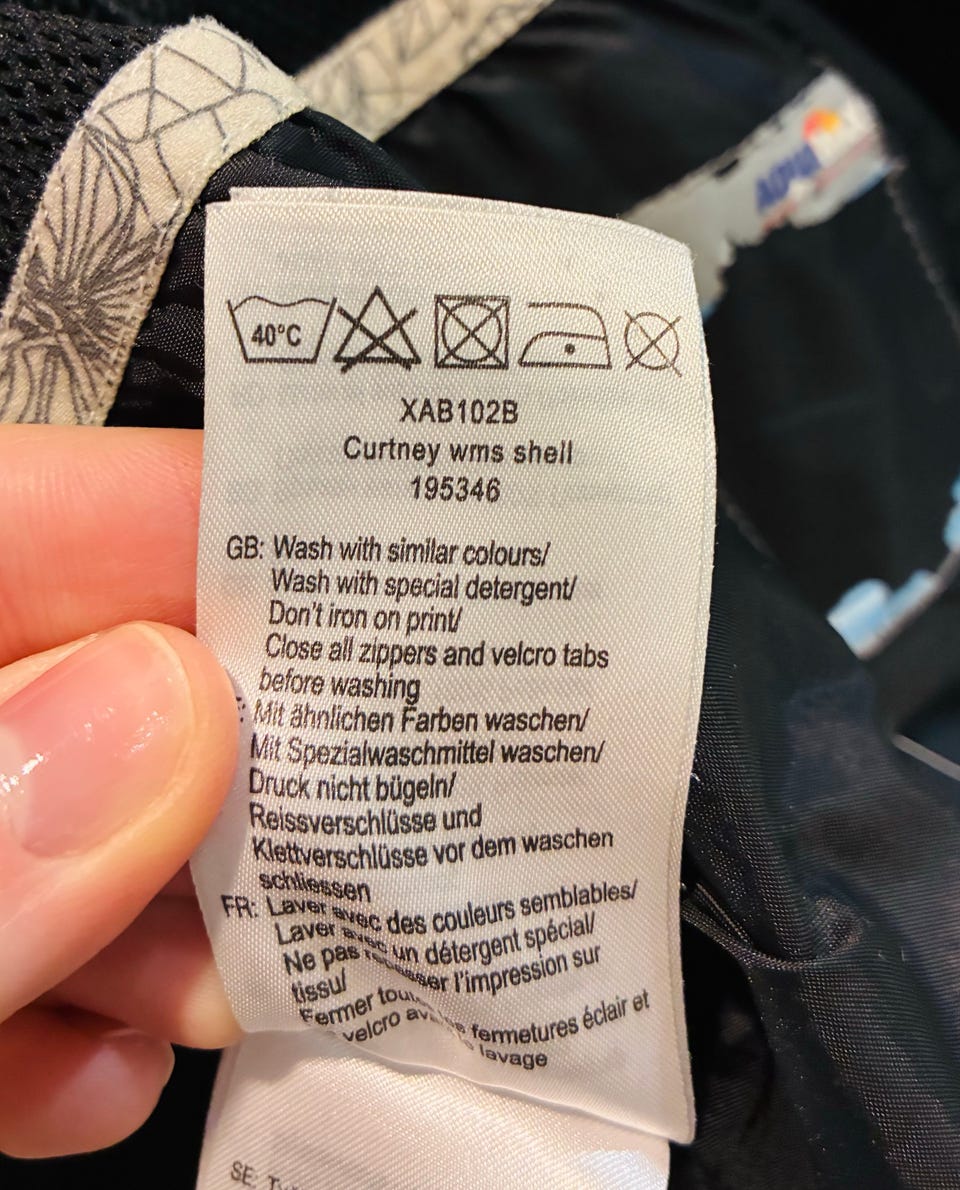 40°C
XAB102B
Curtney wms shell
195346
GB: Wash with similar colours/
Wash with special detergent/
Don't iron on print/
Close all zippers and velcro tabs
before washing
Mit ähnlichen Farben waschen/
Mit Spezialwaschmittel waschen/
Druck nicht bügeln/
Reissverschlüsse und
Klettverschlüsse vor dem waschen
schliessen
FR: Laver avec des couleurs semblables/
Laver avec un détergent spécial/
Ne pas l'impression sur
tissu/
Fermer fermetures éclair et
velcro lavage
SE: